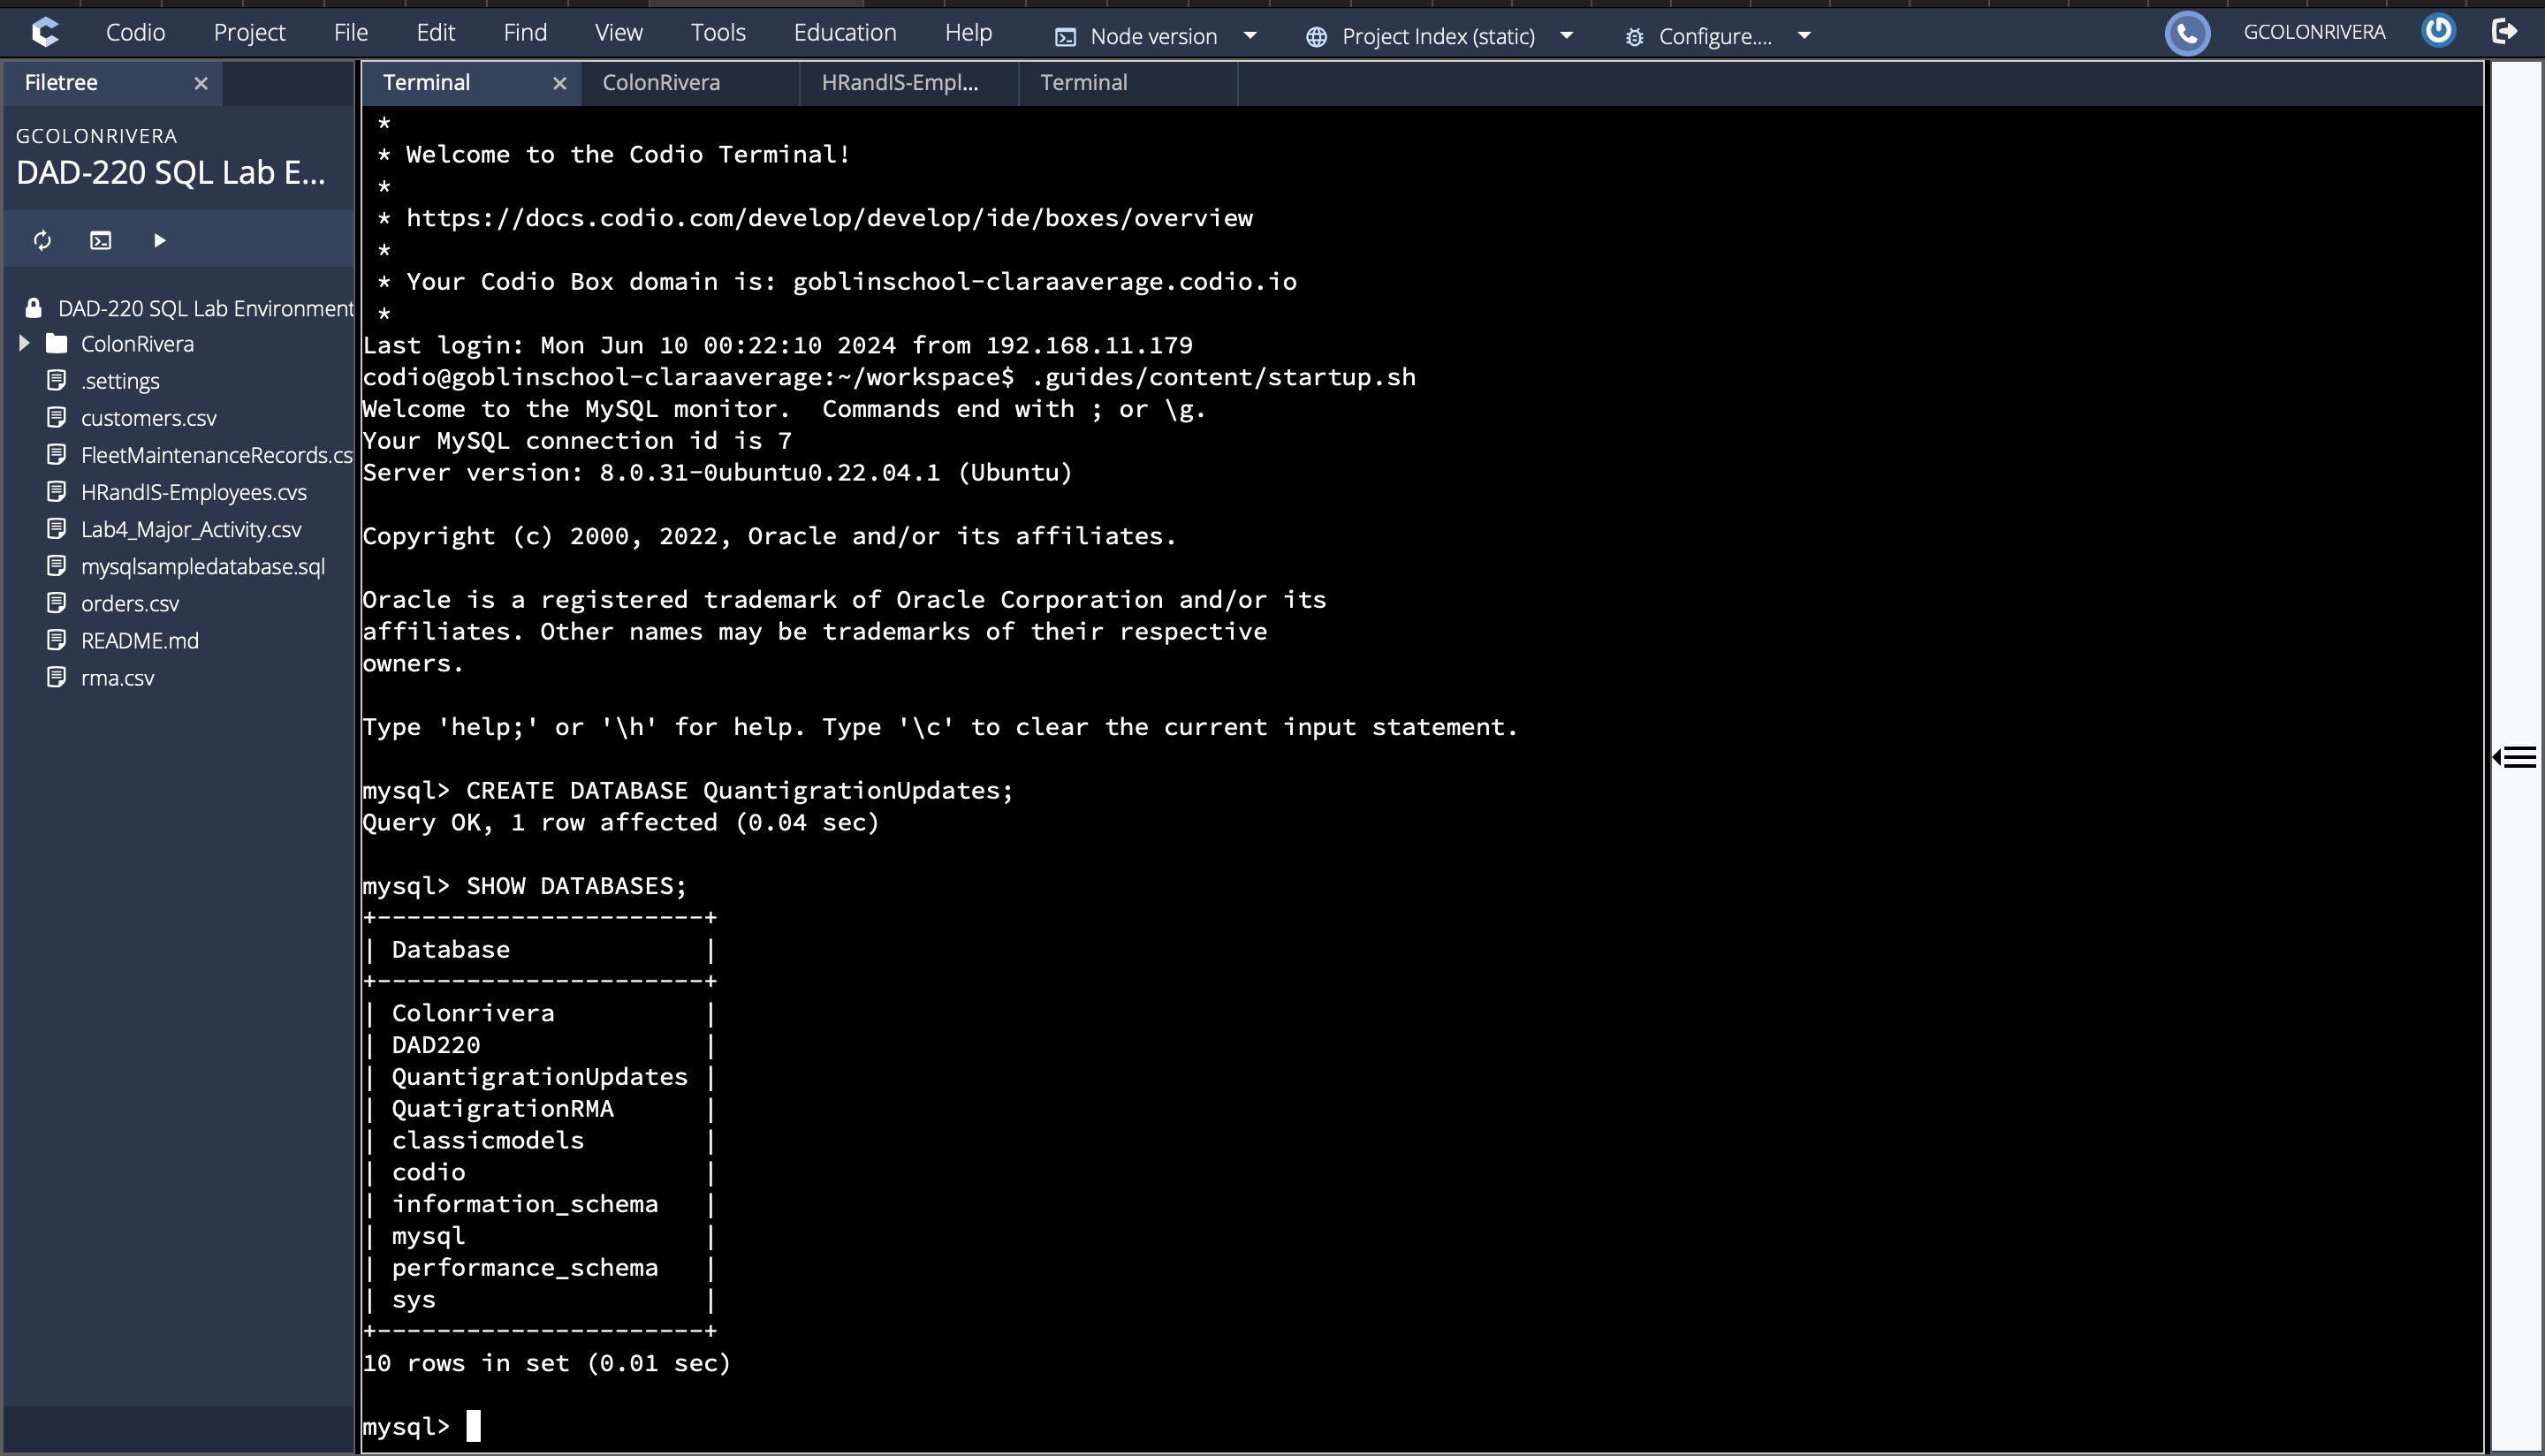 Codio Project File Edit Find View Tools Education Help Node version Project Index (static) Configure.... GCOLONRIVERA
Filetree
Terminal ColonRivera HRandIS-Empl... Terminal
GCOLONRIVERA
DAD-220 SQL Lab E...
DAD-220 SQL Lab Environment
ColonRivera
.settings
customers.csv
FleetMaintenanceRecords.cs
HRandIS-Employees.cvs
Lab4_Major_Activity.csv
mysqlsampledatabase.sql
orders.csv
README.md
rma.csv
*
* Welcome to the Codio Terminal!
*
* https://docs.codio.com/develop/develop/ide/boxes/overview
*
* Your Codio Box domain is: goblinschool-claraaverage.codio.io
*
Last login: Mon Jun 10 00:22:10 2024 from 192.168.11.179
codio@goblinschool-claraaverage:~/workspace$ .guides/content/startup.sh
Welcome to the MySQL monitor.  Commands end with ; or \g.
Your MySQL connection id is 7
Server version: 8.0.31-0ubuntu0.22.04.1 (Ubuntu)
Copyright (c) 2000, 2022, Oracle and/or its affiliates.
Oracle is a registered trademark of Oracle Corporation and/or its
affiliates. Other names may be trademarks of their respective
owners.
Type 'help;' or '\h' for help. Type '\c' to clear the current input statement.
mysql> CREATE DATABASE QuantigrationUpdates;
Query OK, 1 row affected (0.04 sec)
mysql> SHOW DATABASES;
+----------------------+
| Database             |
+----------------------+
| Colonrivera          |
| DAD220               |
| QuantigrationUpdates |
| QuatigrationRMA      |
| classicmodels        |
| codio                |
| information_schema   |
| mysql                |
| performance_schema   |
| sys                  |
+----------------------+
10 rows in set (0.01 sec)
mysql>